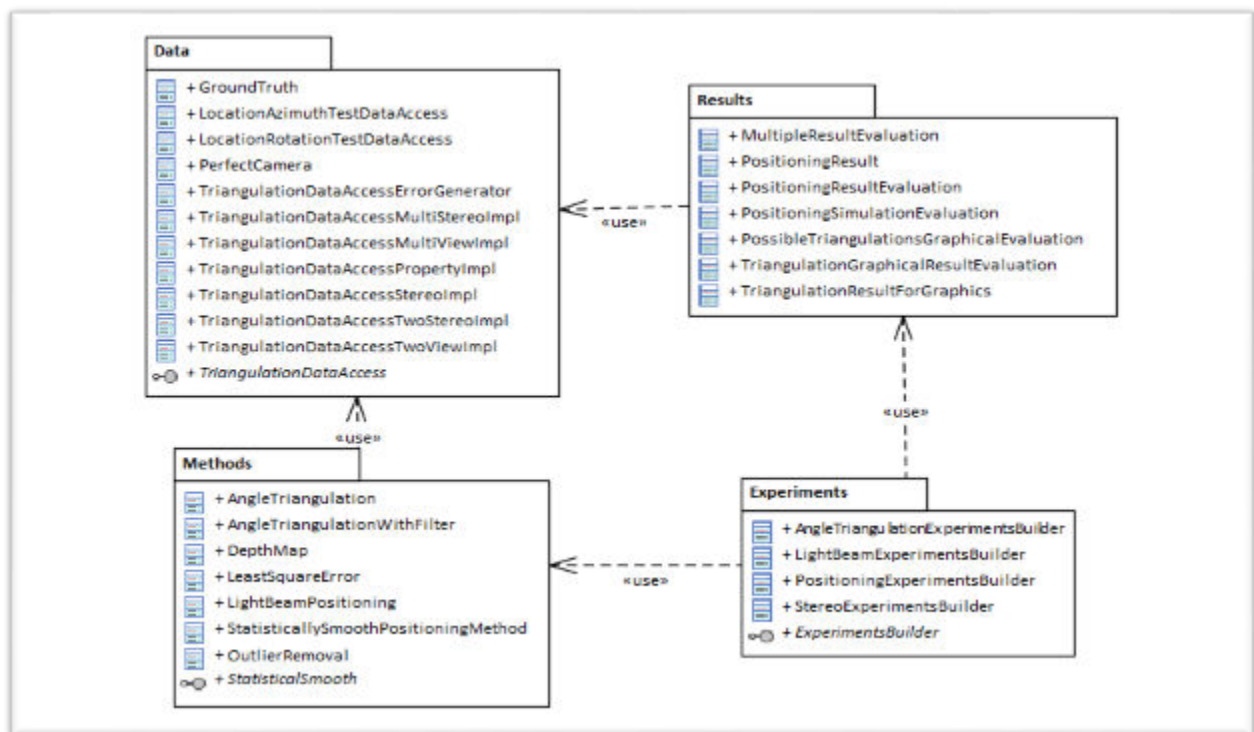 Data
+ GroundTruth
+ LocationAzimuthTestDataAccess
+ LocationRotationTestDataAccess
+ PerfectCamera
+ TriangulationDataAccessErrorGenerator
+ TriangulationDataAccessMultiStereoImpl
+ TriangulationDataAccessMultiViewImpl
+ TriangulationDataAccessPropertyImpl
+ TriangulationDataAccessStereoImpl
+ TriangulationDataAccessTwoStereoImpl
+ TriangulationDataAccessTwoViewImpl
+ TriangulationDataAccess
«use»
Results
+ MultipleResultEvaluation
+ PositioningResult
+ PositioningResultEvaluation
+ PositioningSimulationEvaluation
+ PossibleTriangulationsGraphicalEvaluation
+ TriangulationGraphicalResultEvaluation
+ TriangulationResultForGraphics
«use»
«use»
Methods
+ AngleTriangulation
+ AngleTriangulationWithFilter
+ DepthMap
+ LeastSquareError
+ LightBeamPositioning
+ StatisticallySmoothPositioningMethod
+ OutlierRemoval
+ StatisticalSmooth
«use»
Experiments
+ AngleTriangulationExperimentsBuilder
+ LightBeamExperimentsBuilder
+ PositioningExperimentsBuilder
+ StereoExperimentsBuilder
+ ExperimentsBuilder